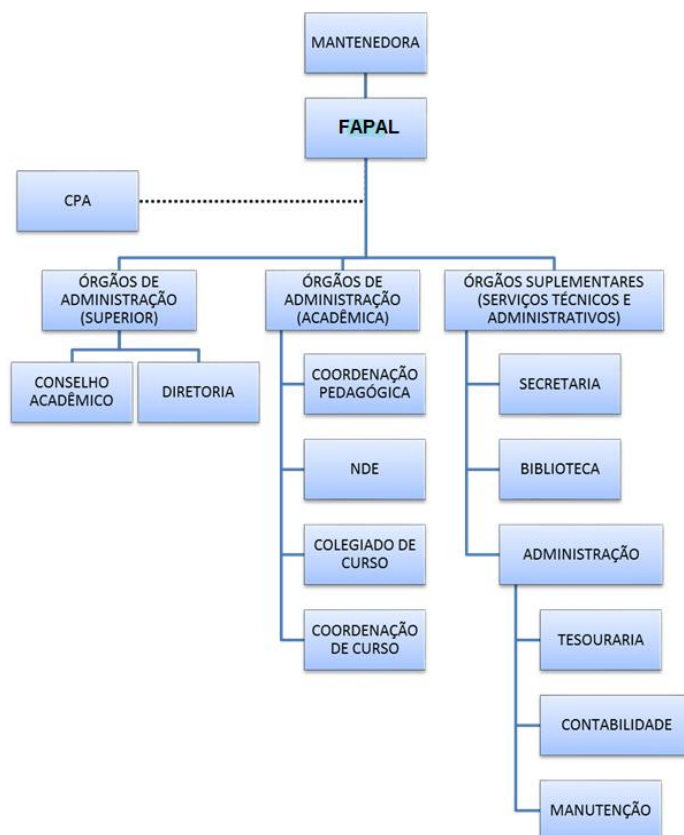 MANTENEDORA
FAPAL
CPA
ÓRGÃOS DE
ADMINISTRAÇÃO
(SUPERIOR)
CONSELHO
ACADÊMICO
DIRETORIA
ÓRGÃOS DE
ADMINISTRAÇÃO
(ACADÊMICA)
COORDENAÇÃO
PEDAGÓGICA
NDE
COLEGIADO DE
CURSO
COORDENAÇÃO
DE CURSO
ÓRGÃOS SUPLEMENTARES
(SERVIÇOS TÉCNICOS E
ADMINISTRATIVOS)
SECRETARIA
BIBLIOTECA
ADMINISTRAÇÃO
TESOURARIA
CONTABILIDADE
MANUTENÇÃO